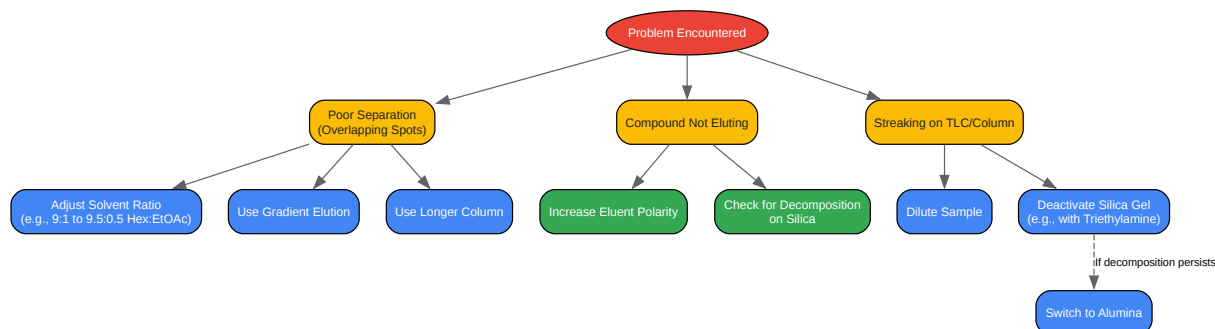 Problem Encountered
Poor Separation
(Overlapping Spots)
Compound Not Eluting
Streaking on TLC/Column
Adjust Solvent Ratio
(e.g., 9:1 to 9.5:0.5 Hex:EtOAc)
Use Gradient Elution
Use Longer Column
Increase Eluent Polarity
Check for Decomposition
on Silica
Dilute Sample
Deactivate Silica Gel
(e.g., with Triethylamine)
If decomposition persists
Switch to Alumina